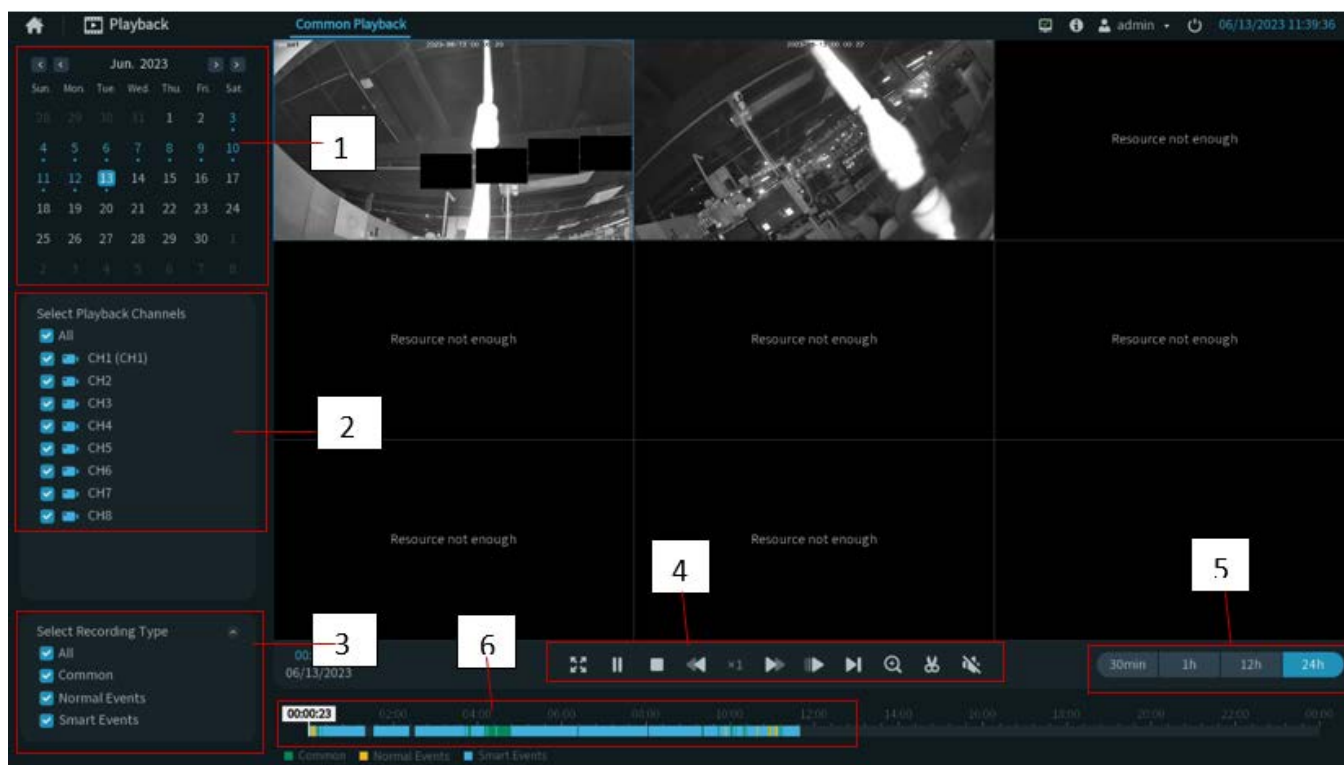 Playback
Common Playback
admin
06/13/2023 11:39:36
Jun. 2023
Sun. Mon. Tue. Wed. Thu. Fri. Sat.
28 29 30 31 1 2 3
4 5 6 7 8 9 10
11 12 13 14 15 16 17
18 19 20 21 22 23 24
25 26 27 28 29 30 1
2 3 4 5 6 7 8
1
Resource not enough
Select Playback Channels
All
CH1 (CH1)
CH2
CH3
CH4
CH5
CH6
CH7
CH8
2
Resource not enough
Resource not enough
Resource not enough
Resource not enough
Resource not enough
4
5
Select Recording Type
All
Common
Normal Events
Smart Events
3
6
06/13/2023
x1
30min 1h 12h 24h
00:00:23 02:00 04:00 06:00 08:00 10:00 12:00 14:00 16:00 18:00 20:00 22:00 00:00
Common Normal Events Smart Events